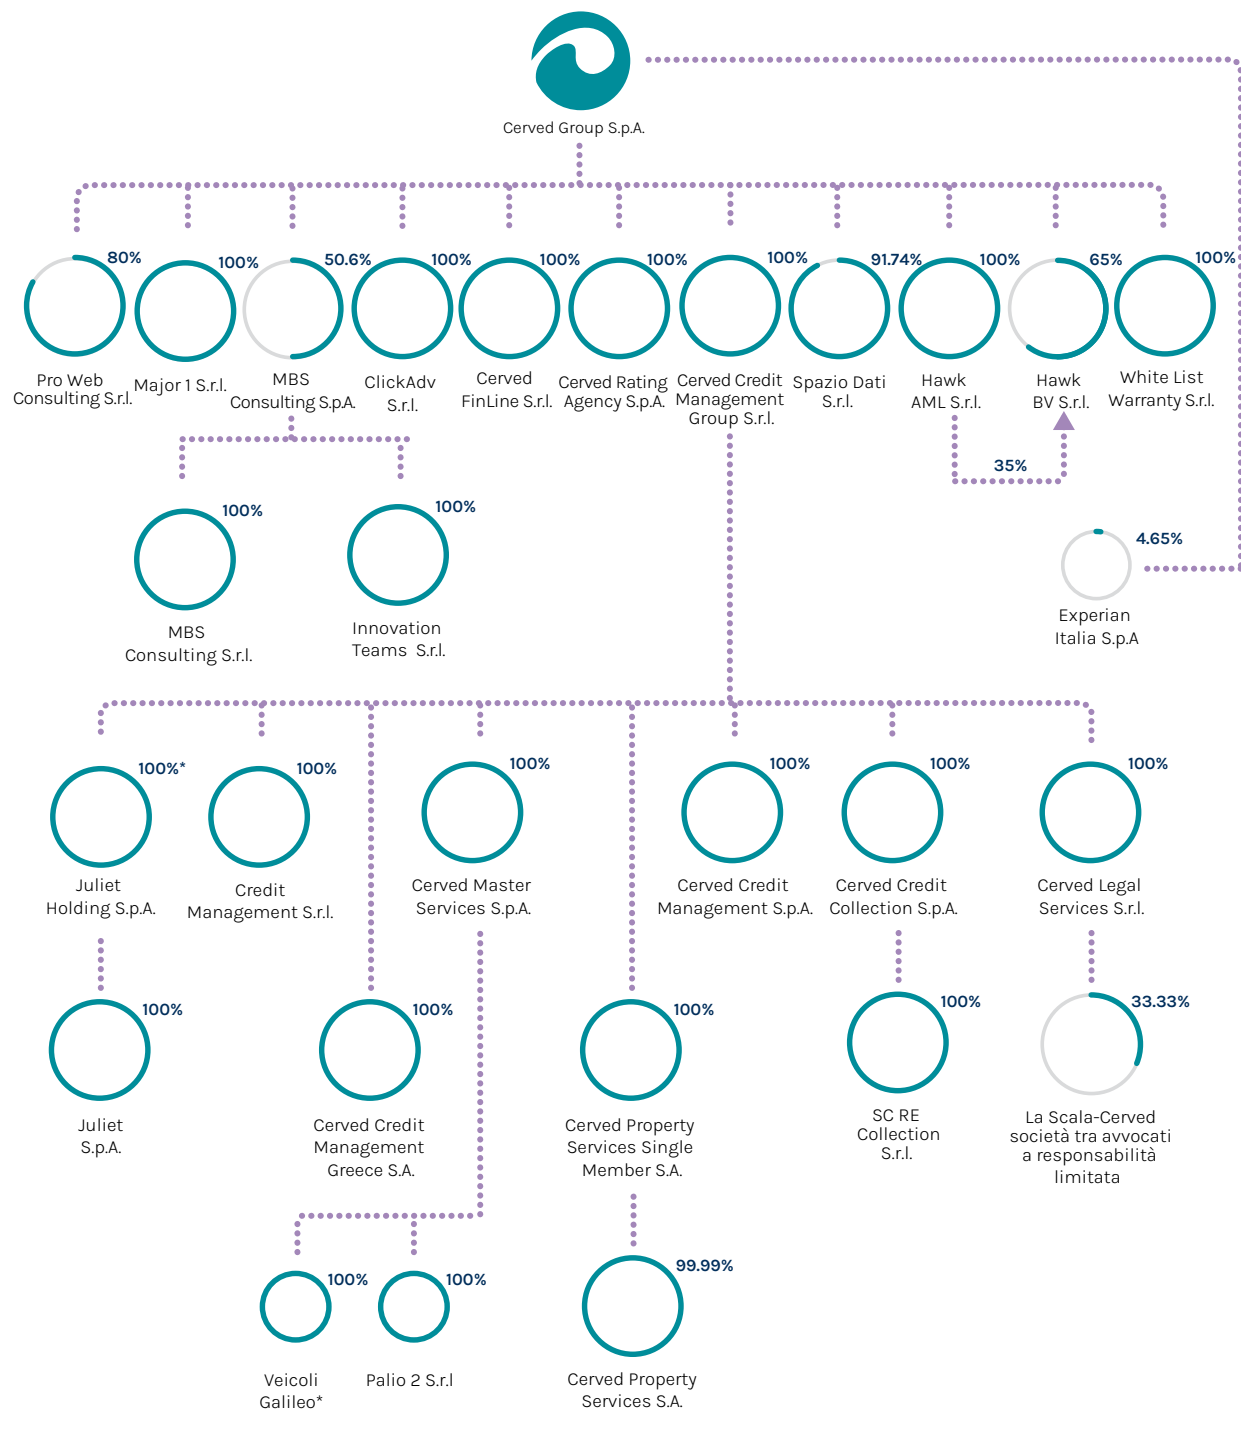 Cerved Group S.p.A.
80%
100%
50.6%
100%
100%
100%
100%
91.74%
100%
65%
100%
Pro Web
Consulting S.r.l.
Major 1 S.r.l.
MBS
Consulting S.p.A.
ClickAdv
S.r.l.
Cerved
FinLine S.r.l.
Cerved Rating
Agency S.p.A.
Cerved Credit
Management
Group S.r.l.
Spazio Dati
S.r.l.
Hawk
AML S.r.l.
Hawk
BV S.r.l.
White List
Warranty S.r.l.
35%
100%
100%
4.65%
MBS
Consulting S.r.l.
Innovation
Teams S.r.l.
Experian
Italia S.p.A
100%*
100%
100%
100%
100%
100%
Juliet
Holding S.p.A.
Credit
Management S.r.l.
Cerved Master
Services S.p.A.
Cerved Credit
Management S.p.A.
Cerved Credit
Collection S.p.A.
Cerved Legal
Services S.r.l.
100%
100%
100%
100%
33.33%
Juliet
S.p.A.
Cerved Credit
Management
Greece S.A.
Cerved Property
Services Single
Member S.A.
SC RE
Collection
S.r.l.
La Scala-Cerved
società tra avvocati
a responsabilità
limitata
100%
100%
99.99%
Veicoli
Galileo*
Palio 2 S.r.l
Cerved Property
Services S.A.